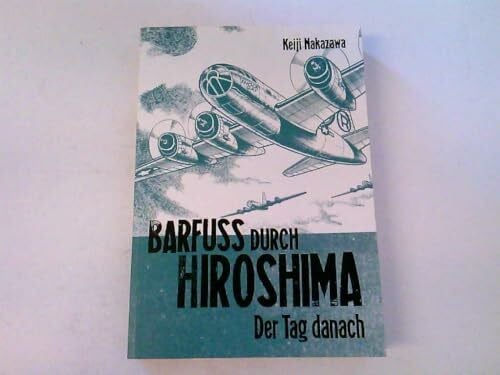 Keiji Nakazawa
BARFUSS DURCH
HIROSHIMA
Der Tag danach